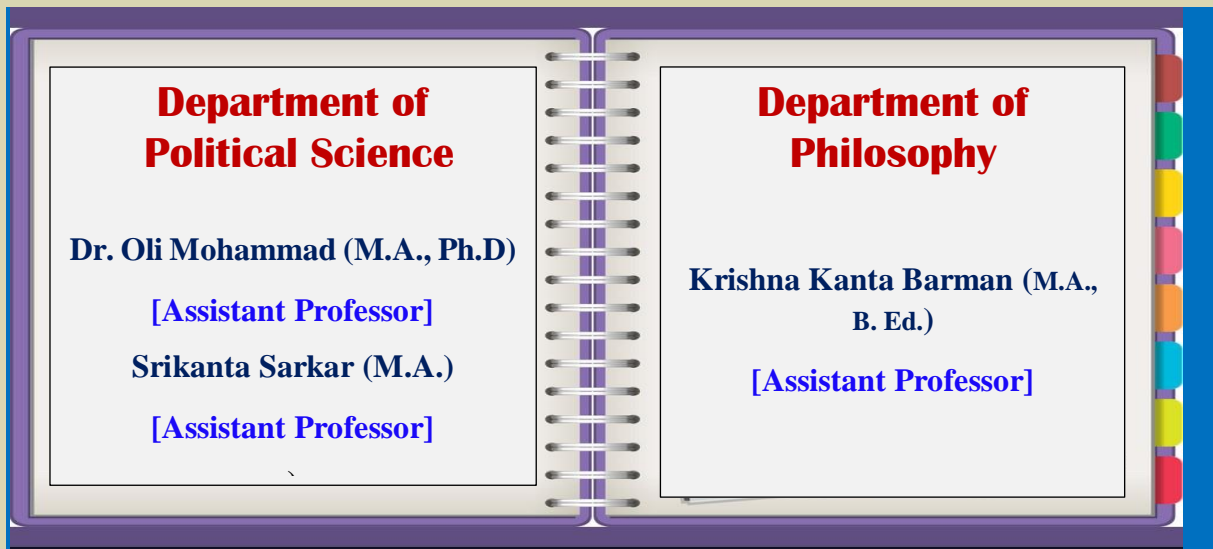 Department of
Political Science
Dr. Oli Mohammad (M.A., Ph.D)
[Assistant Professor]
Srikanta Sarkar (M.A.)
[Assistant Professor]
`
Department of
Philosophy
Krishna Kanta Barman (M.A.,
B. Ed.)
[Assistant Professor]